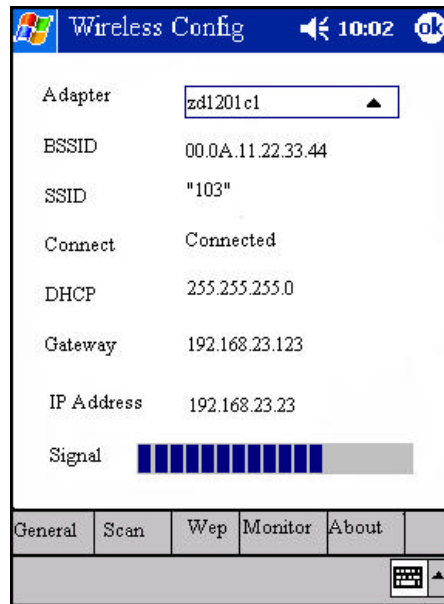 Wireless Config 10:02 ok
Adapter zd1201c1
BSSID 00.0A.11.22.33.44
SSID "103"
Connect Connected
DHCP 255.255.255.0
Gateway 192.168.23.123
IP Address 192.168.23.23
Signal
General Scan Wep Monitor About